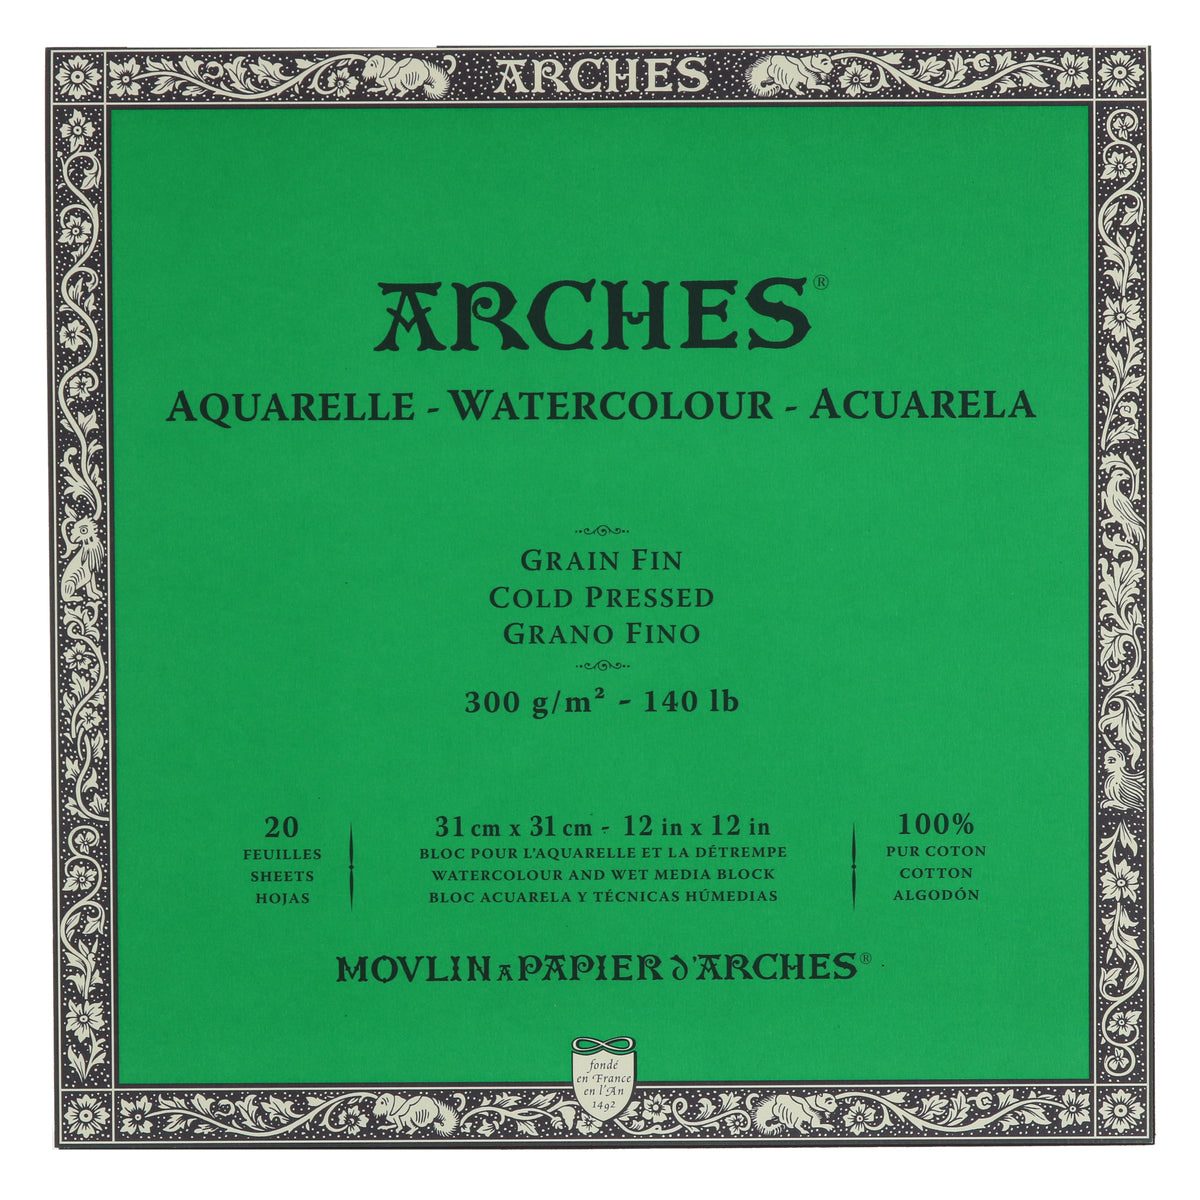 ARCHES
ARCHES®
AQUARELLE - WATERCOLOUR - ACUARELA
GRAIN FIN
COLD PRESSED
GRANO FINO
300 g/m² - 140 lb
20
FEUILLES
SHEETS
HOJAS
31 cm x 31 cm - 12 in x 12 in
BLOC POUR L'AQUARELLE ET LA DÉTREMPE
WATERCOLOUR AND WET MEDIA BLOCK
BLOC ACUARELA Y TÉCNICAS HÚMEDIAS
100%
PUR COTON
COTTON
ALGODÓN
MOVLIN A PAPIER D'ARCHES®
fondé
en France
en l'An
1492